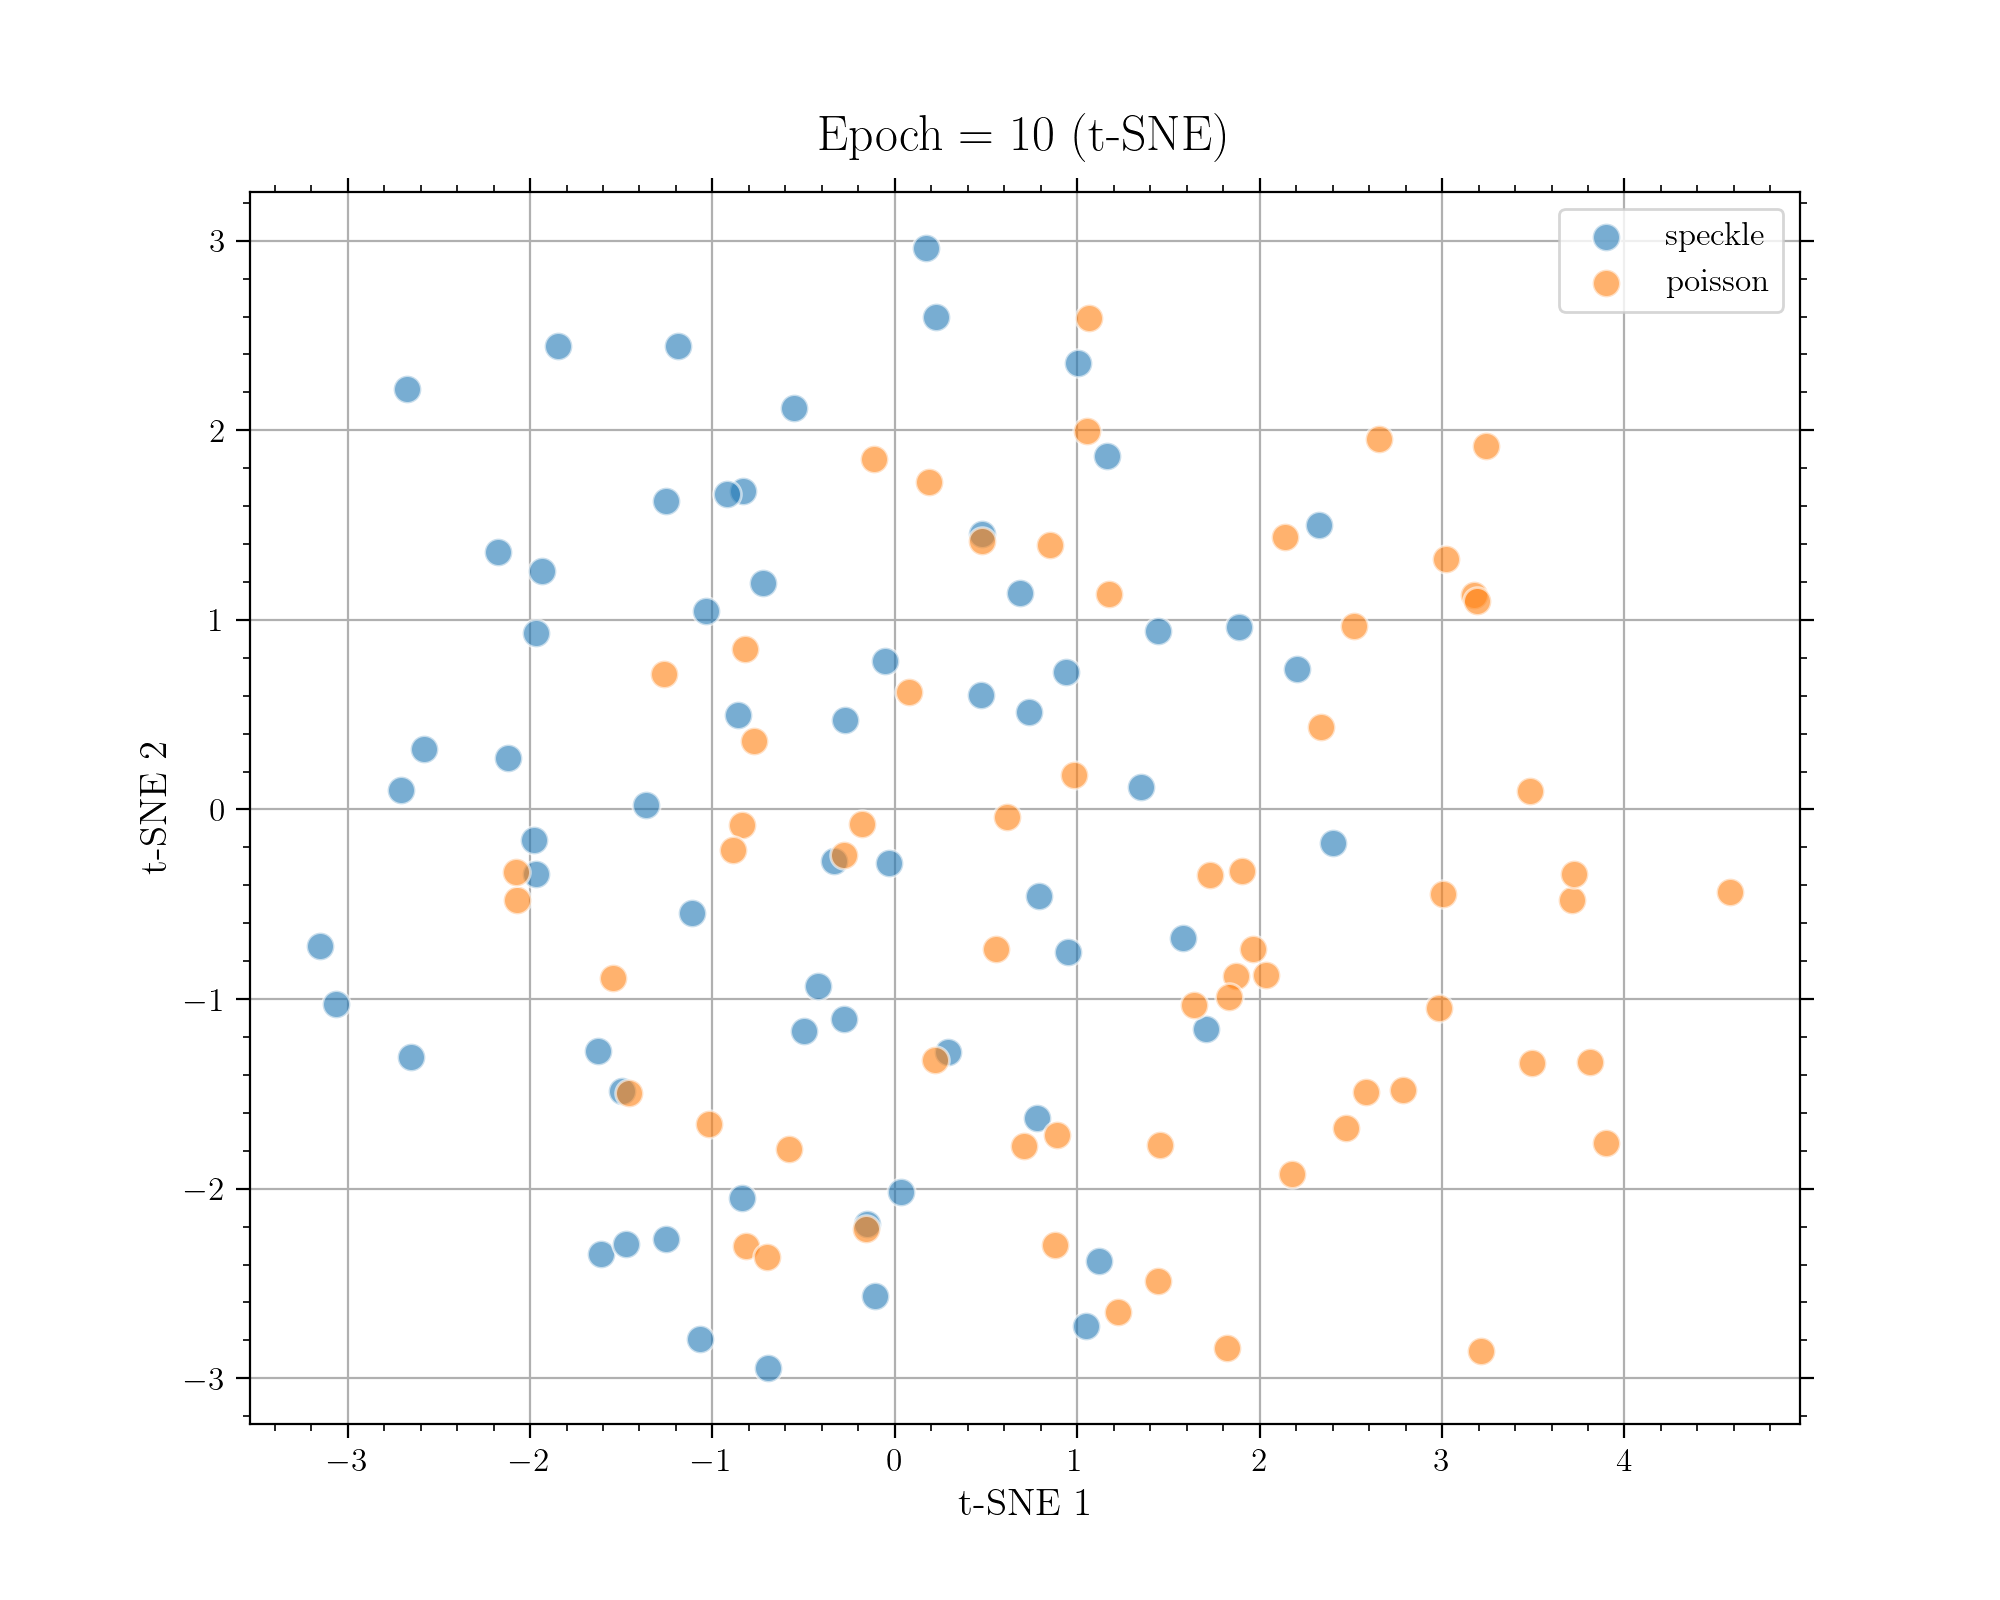 Epoch = 10 (t-SNE)
speckle
poisson
3
2
1
0
−1
−2
−3
t-SNE 2
−3 −2 −1 0 1 2 3 4
t-SNE 1